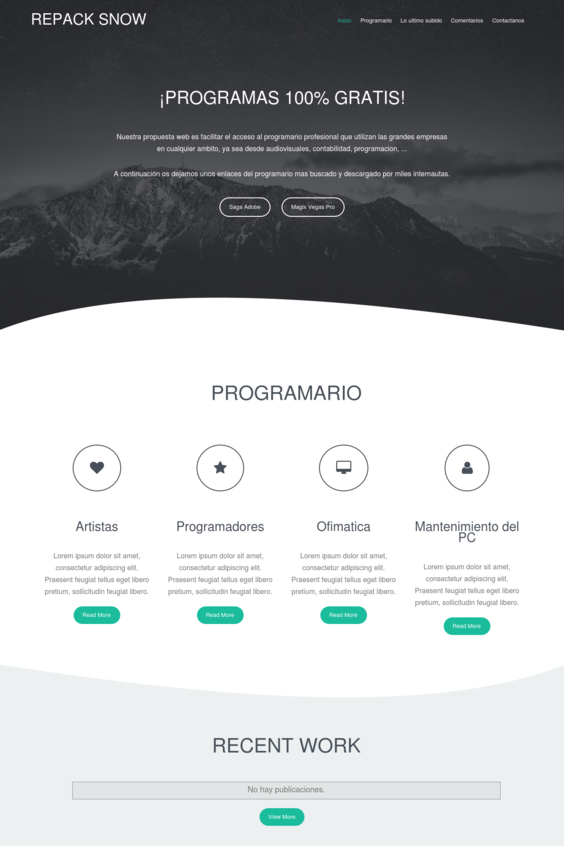 REPACK SNOW
Inicio Programario Lo ultimo subido Comentarios Contactanos
¡PROGRAMAS 100% GRATIS!
Nuestra propuesta web es facilitar el acceso al programario profesional que utilizan las grandes empresas
en cualquier ambito, ya sea desde audiovisuales, contabilidad, programacion, ...
A continuación os dejamos unos enlaces del programario mas buscado y descargado por miles internautas.
Saga Adobe Magix Vegas Pro
PROGRAMARIO
Artistas
Lorem ipsum dolor sit amet,
consectetur adipiscing elit.
Praesent feugiat tellus eget libero
pretium, sollicitudin feugiat libero.
Read More
Programadores
Lorem ipsum dolor sit amet,
consectetur adipiscing elit.
Praesent feugiat tellus eget libero
pretium, sollicitudin feugiat libero.
Read More
Ofimatica
Lorem ipsum dolor sit amet,
consectetur adipiscing elit.
Praesent feugiat tellus eget libero
pretium, sollicitudin feugiat libero.
Read More
Mantenimiento del
PC
Lorem ipsum dolor sit amet,
consectetur adipiscing elit.
Praesent feugiat tellus eget libero
pretium, sollicitudin feugiat libero.
Read More
RECENT WORK
No hay publicaciones.
View More